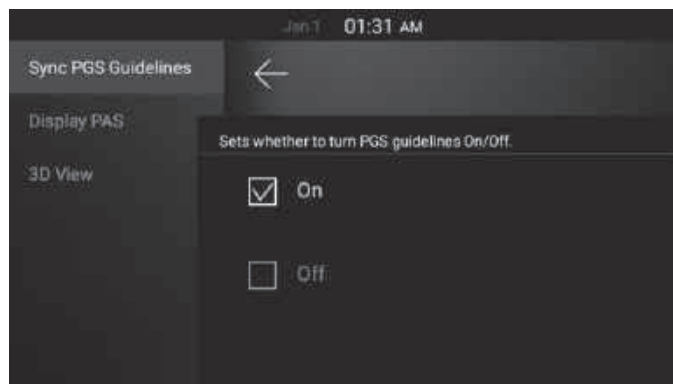 Jan 1 01:31 AM
Sync PGS Guidelines
Display PAS
3D View
Sets whether to turn PGS guidelines On/Off.
On
Off